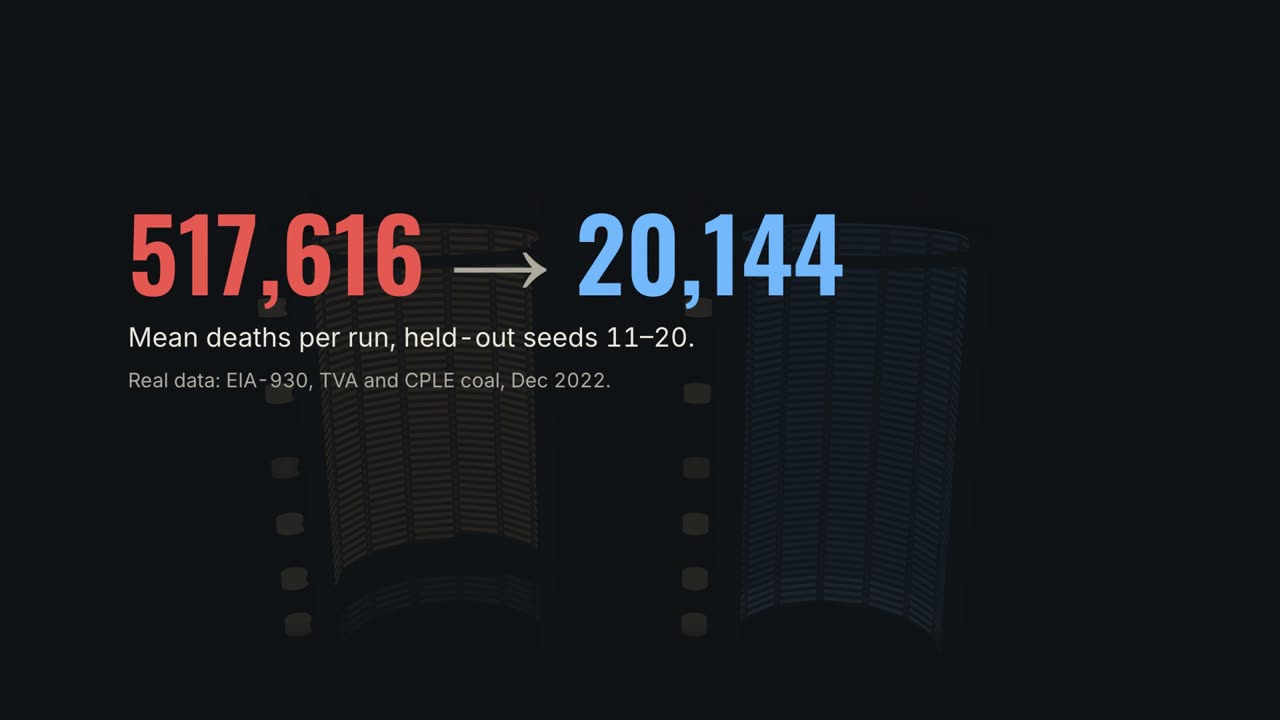 517,616 → 20,144
Mean deaths per run, held-out seeds 11–20.
Real data: EIA-930, TVA and CPLE coal, Dec 2022.